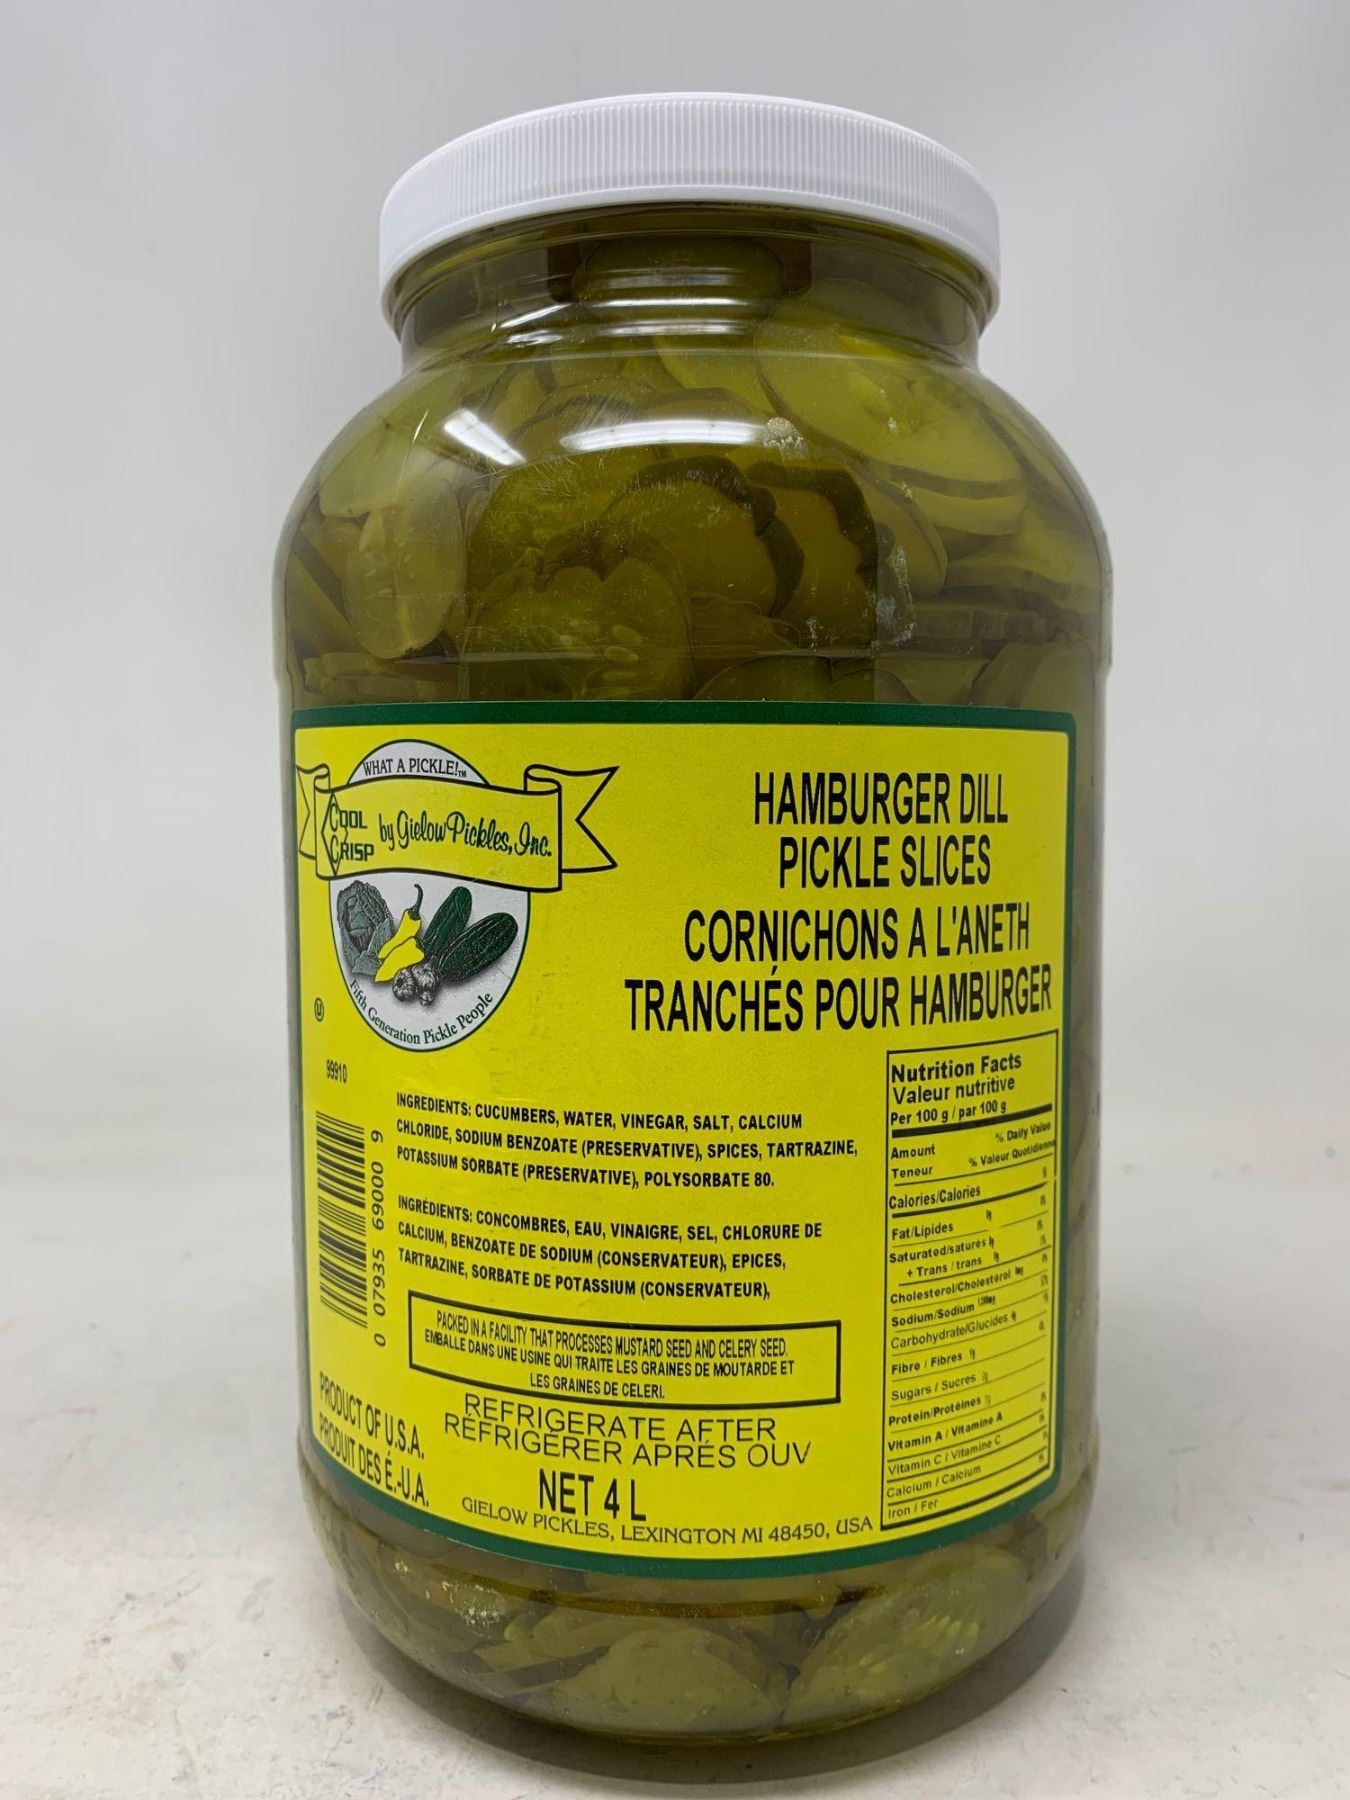 WHAT A PICKLE!™
COOL CRISP by Gielow Pickles, Inc.
Fifth Generation Pickle People
HAMBURGER DILL
PICKLE SLICES
CORNICHONS A L'ANETH
TRANCHÉS POUR HAMBURGER
U
99910
0 07935 69000 9
INGREDIENTS: CUCUMBERS, WATER, VINEGAR, SALT, CALCIUM
CHLORIDE, SODIUM BENZOATE (PRESERVATIVE), SPICES, TARTRAZINE,
POTASSIUM SORBATE (PRESERVATIVE), POLYSORBATE 80.
INGRÉDIENTS: CONCOMBRES, EAU, VINAIGRE, SEL, CHLORURE DE
CALCIUM, BENZOATE DE SODIUM (CONSERVATEUR), EPICES,
TARTRAZINE, SORBATE DE POTASSIUM (CONSERVATEUR),
PACKED IN A FACILITY THAT PROCESSES MUSTARD SEED AND CELERY SEED.
EMBALLE DANS UNE USINE QUI TRAITE LES GRAINES DE MOUTARDE ET
LES GRAINES DE CELERI.
REFRIGERATE AFTER
RÉFRIGÉRER APRÉS OUV
NET 4 L
GIELOW PICKLES, LEXINGTON MI 48450, USA
PRODUCT OF U.S.A.
PRODUIT DES É.-U.A.
Nutrition Facts
Valeur nutritive
Per 100 g / par 100 g
Amount % Daily Value
Teneur % Valeur Quotidienne
Calories/Calories
Fat/Lipides
Saturated/satures
+ Trans / trans
Cholesterol/Cholesterol
Sodium/Sodium
Carbohydrate/Glucides
Fibre / Fibres
Sugars / Sucres
Protein/Protéines
Vitamin A / Vitamine A
Vitamin C / Vitamine C
Calcium / Calcium
Iron / Fer